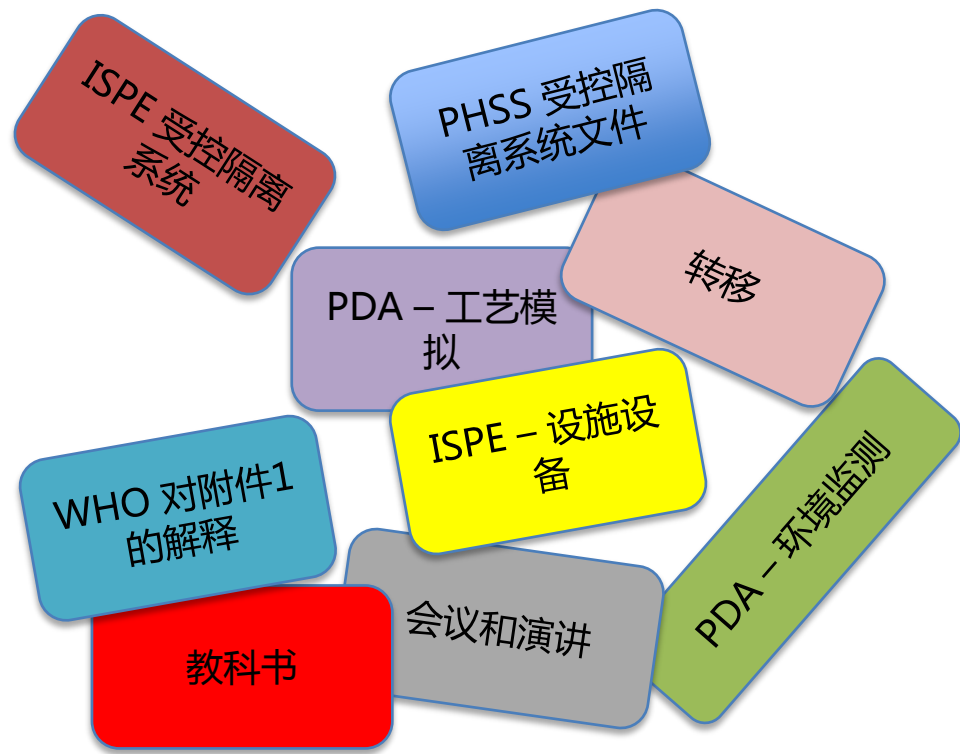 ISPE 受控隔离
系统
PHSS 受控隔
离系统文件
转移
PDA – 工艺模
拟
ISPE – 设施设
备
WHO 对附件1
的解释
PDA – 环境监测
会议和演讲
教科书